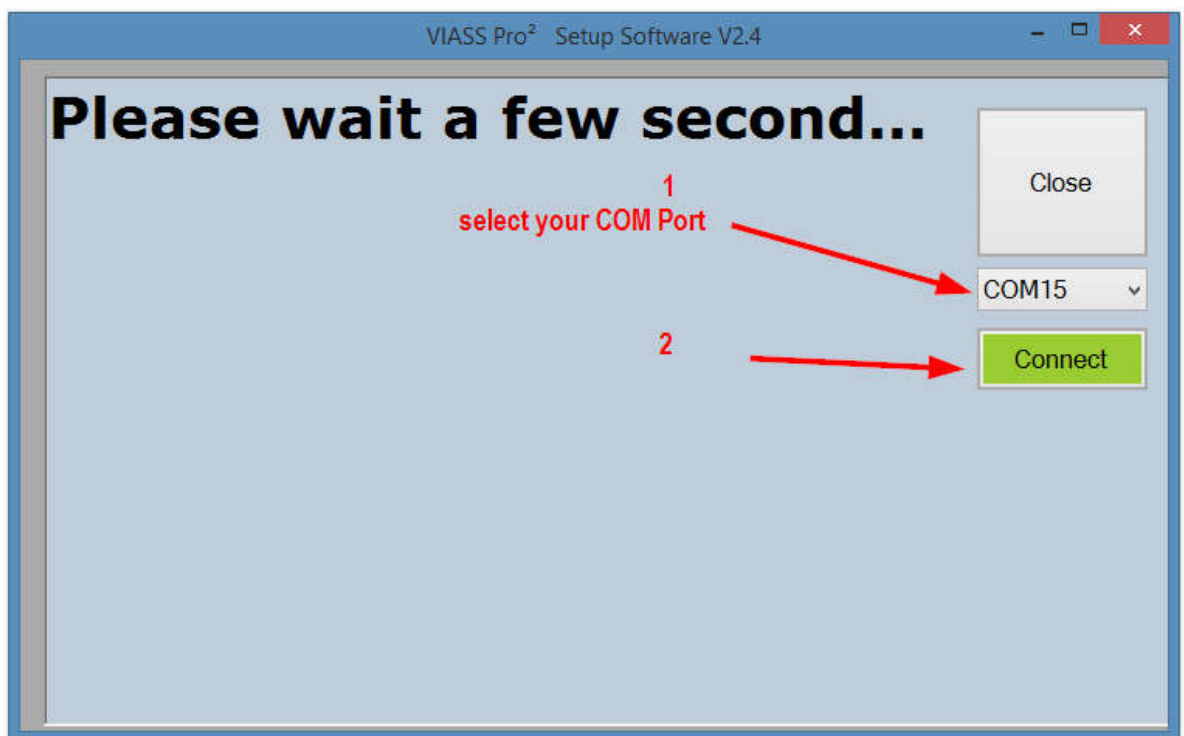 VIASS Pro² Setup Software V2.4
Please wait a few second...
Close
1
select your COM Port
COM15
2
Connect